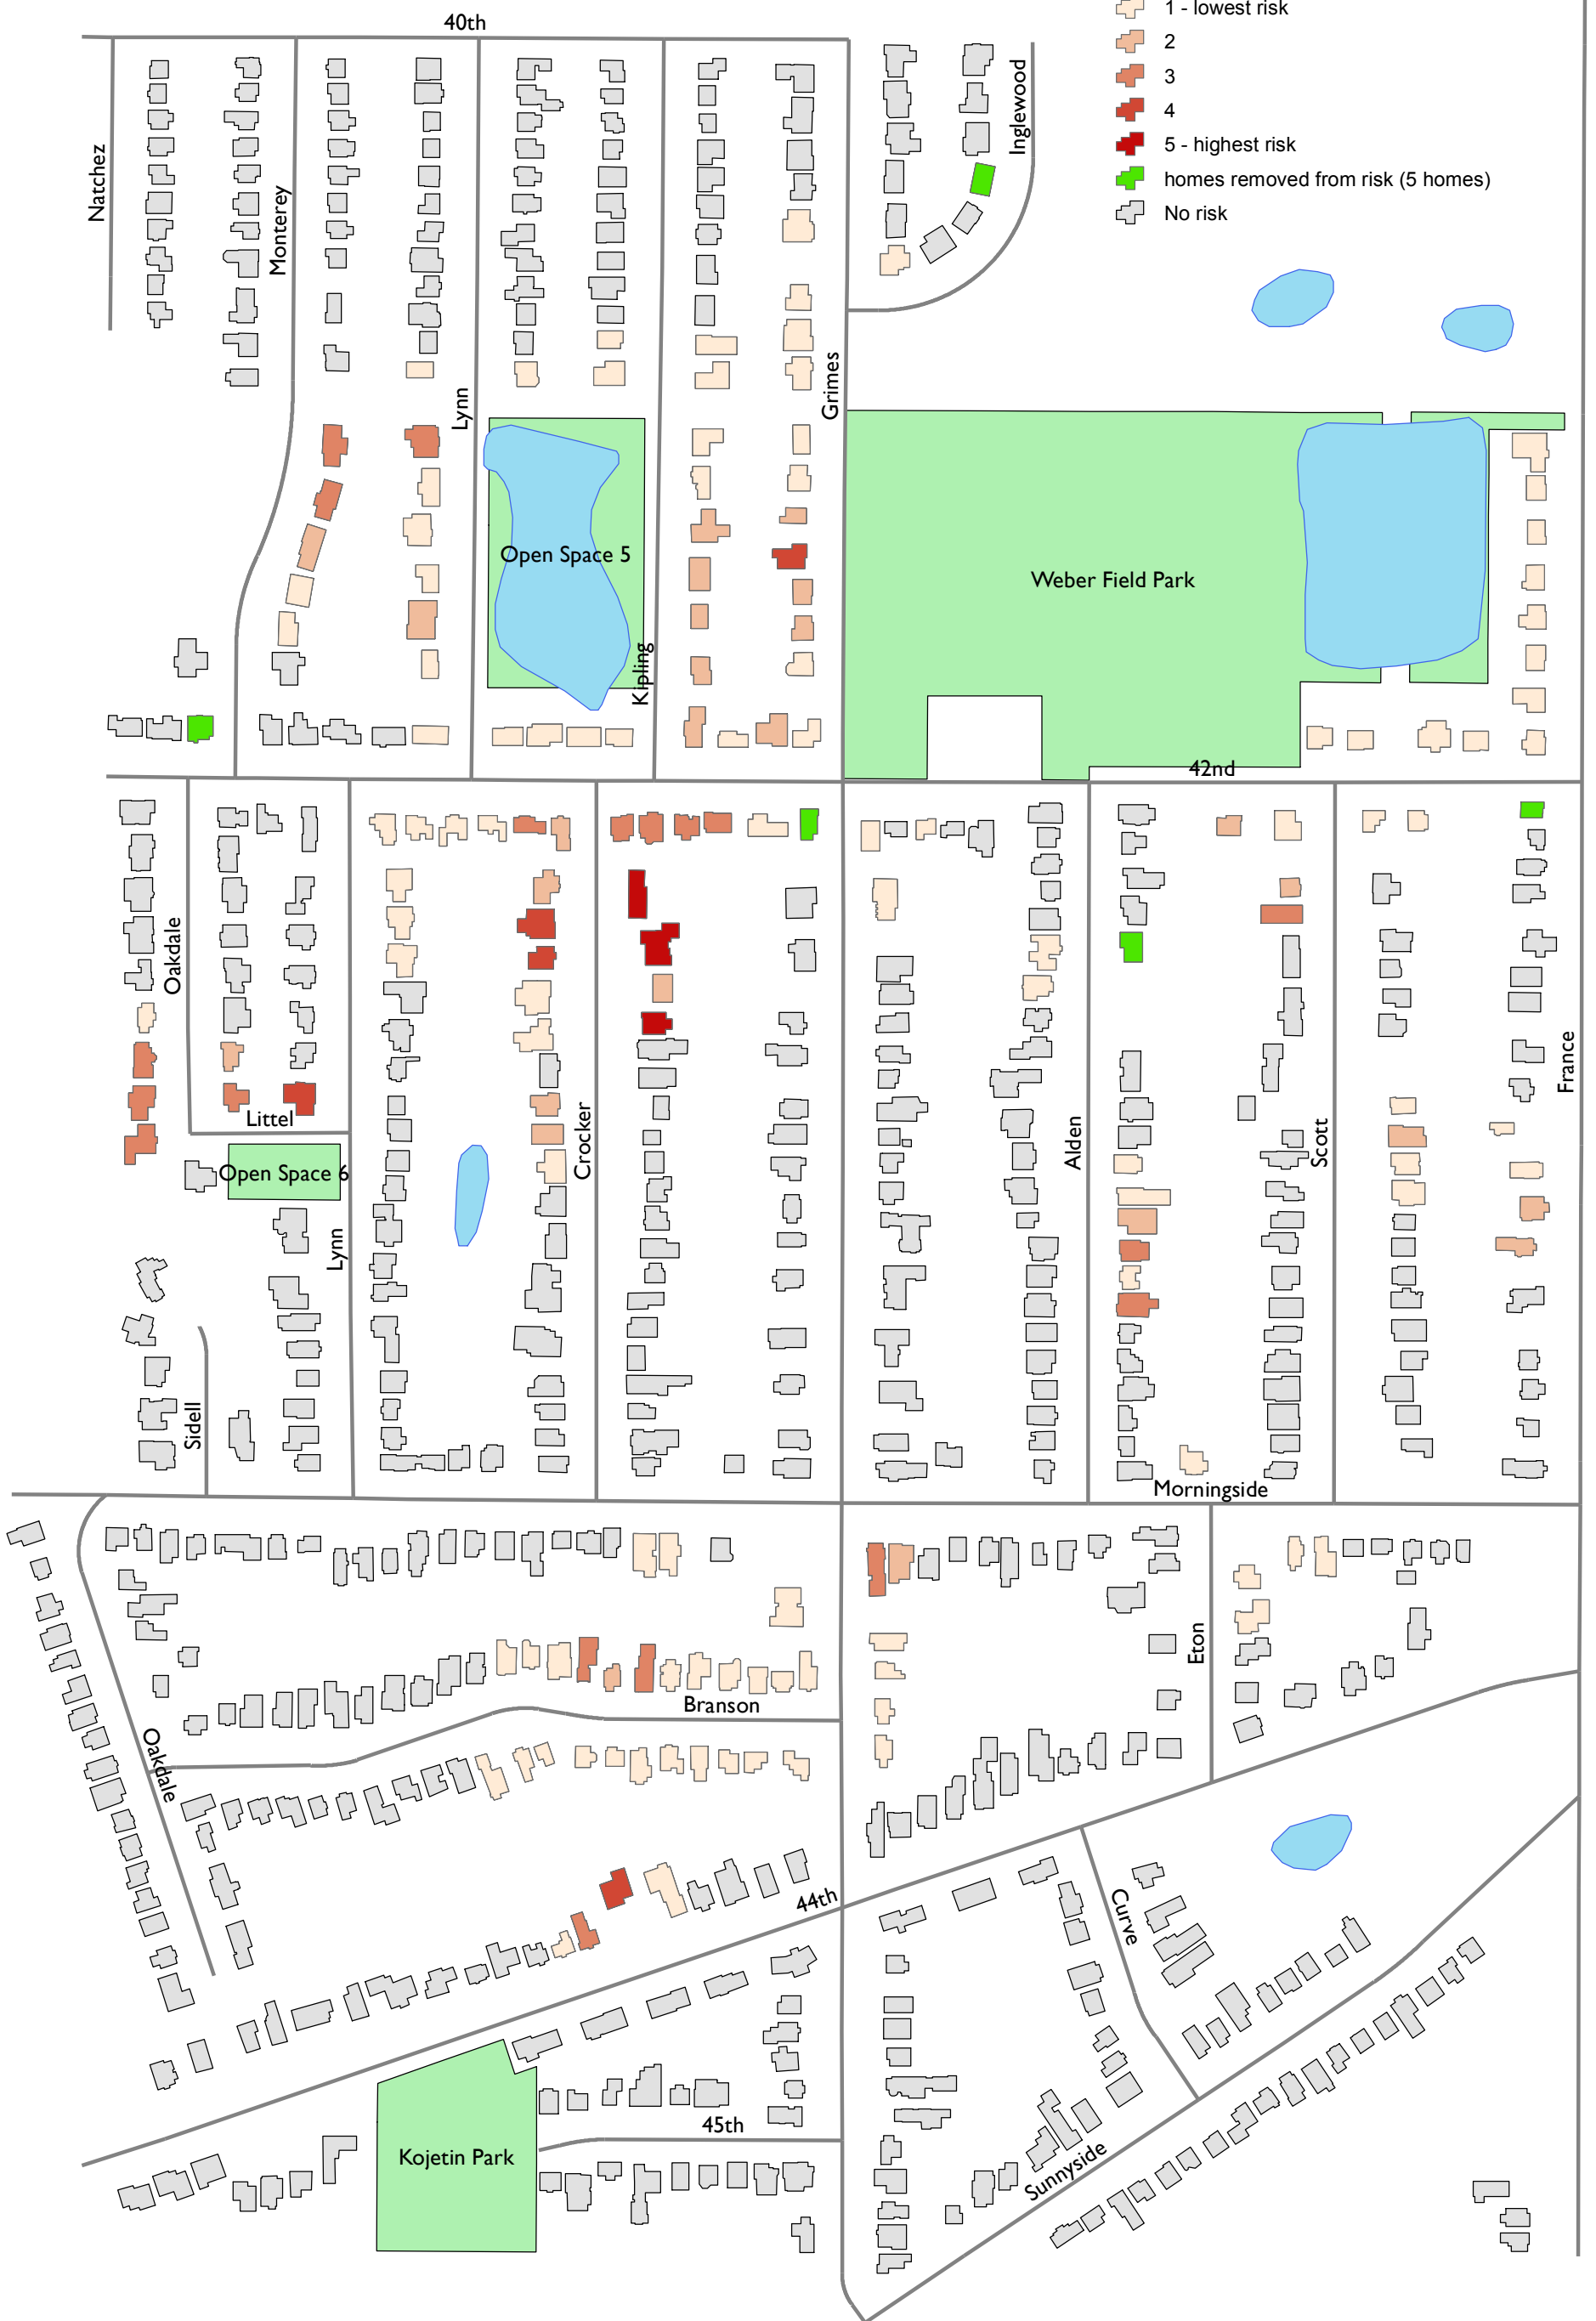 1 - lowest risk
40th
2
Inglewood
3
4
5 - highest risk
Natchez
homes removed from risk (5 homes)
Monterey
No risk
Grimes
Lynn
Open Space 5
Weber Field Park
Kipling
42nd
Oakdale
France
Littel
Crocker
Alden
Scott
Open Space 6
Lynn
Sidell
Morningside
Eton
Branson
Oakdale
44th
Curve
45th
Kojetin Park
Sunnyside